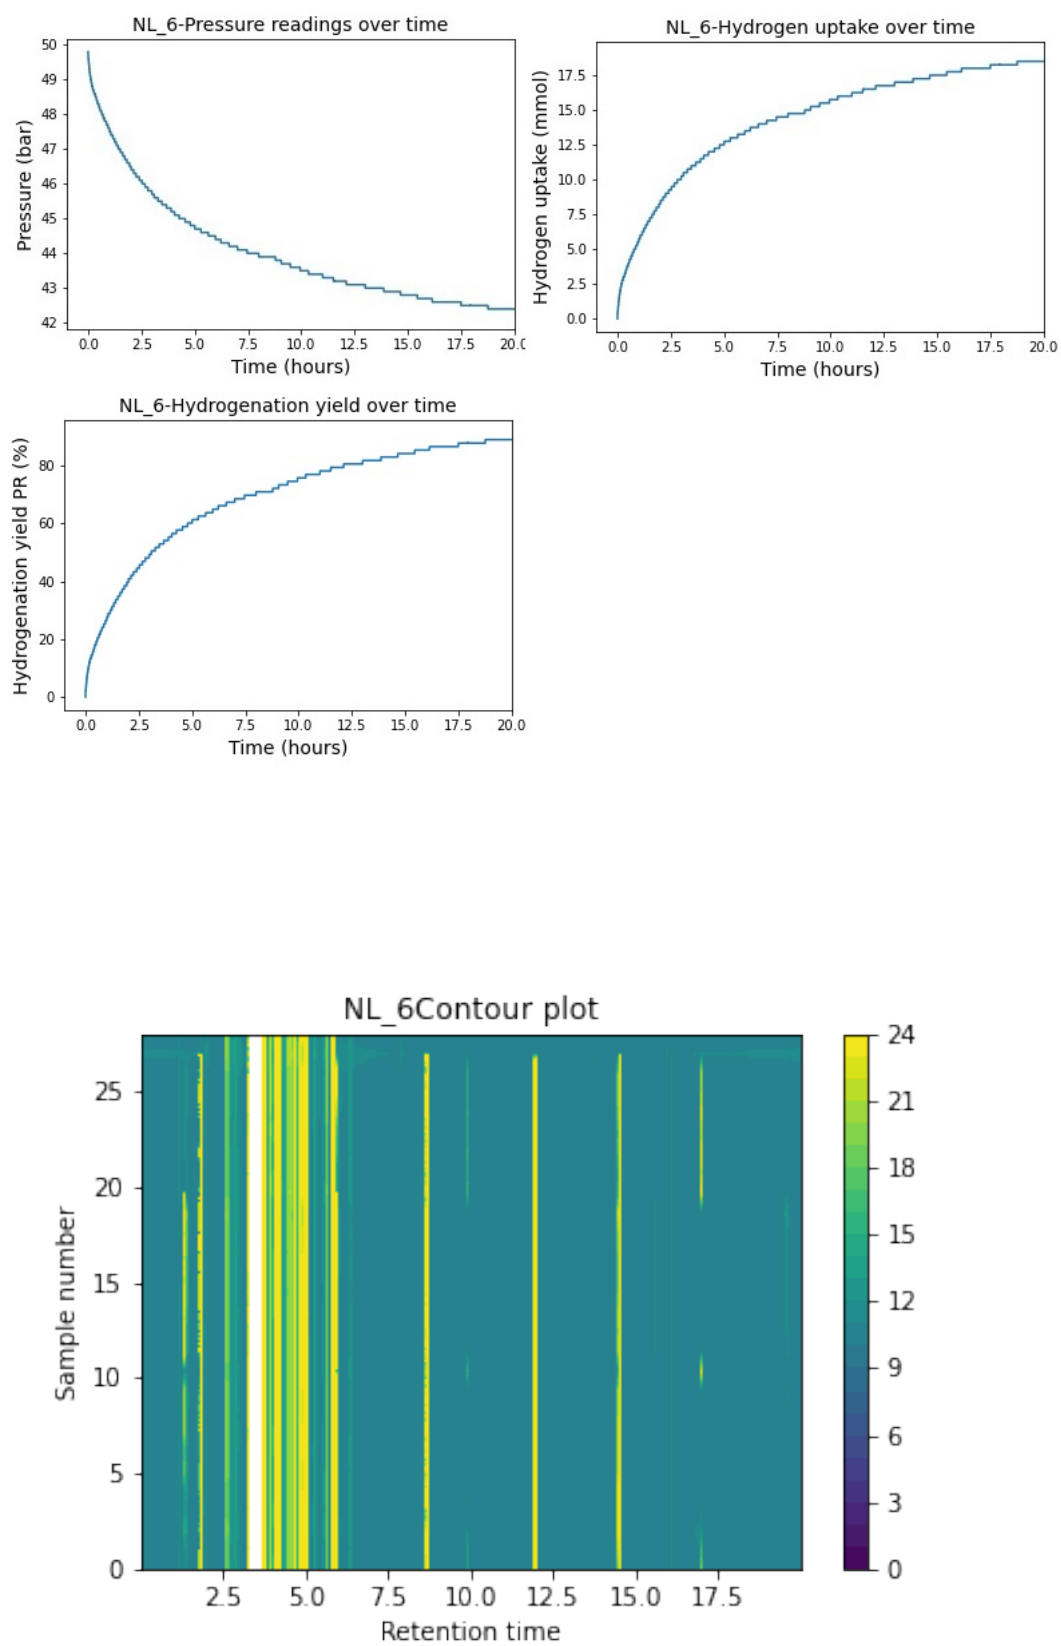 NL_6-Pressure readings over time
50
49
48
47
46
45
44
43
42
Pressure (bar)
0.0 2.5 5.0 7.5 10.0 12.5 15.0 17.5 20.0
Time (hours)
NL_6-Hydrogen uptake over time
17.5
15.0
12.5
10.0
7.5
5.0
2.5
0.0
Hydrogen uptake (mmol)
0.0 2.5 5.0 7.5 10.0 12.5 15.0 17.5 20.0
Time (hours)
NL_6-Hydrogenation yield over time
80
60
40
20
0
Hydrogenation yield PR (%)
0.0 2.5 5.0 7.5 10.0 12.5 15.0 17.5 20.0
Time (hours)
NL_6Contour plot
25
20
15
10
5
0
Sample number
2.5 5.0 7.5 10.0 12.5 15.0 17.5
Retention time
24
21
18
15
12
9
6
3
0